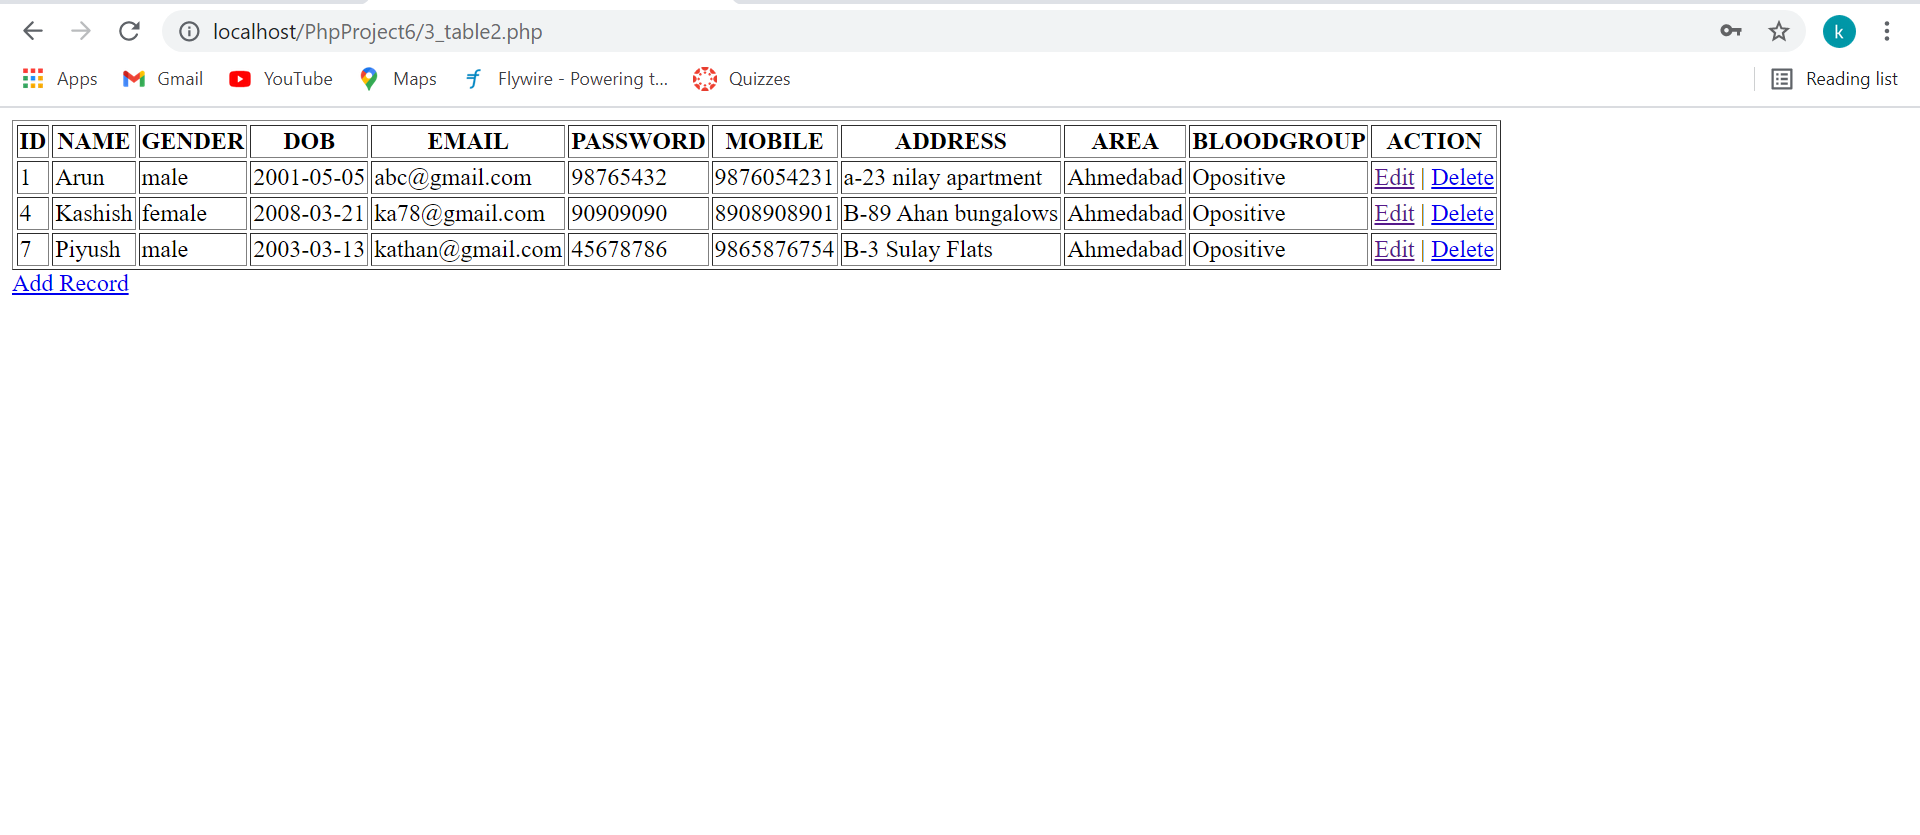 localhost/PhpProject6/3_table2.php
k
Apps Gmail YouTube Maps Flywire - Powering t... Quizzes Reading list
ID NAME GENDER DOB EMAIL PASSWORD MOBILE ADDRESS AREA BLOODGROUP ACTION
1 Arun male 2001-05-05 abc@gmail.com 98765432 9876054231 a-23 nilay apartment Ahmedabad Opositive Edit | Delete
4 Kashish female 2008-03-21 ka78@gmail.com 90909090 8908908901 B-89 Ahan bungalows Ahmedabad Opositive Edit | Delete
7 Piyush male 2003-03-13 kathan@gmail.com 45678786 9865876754 B-3 Sulay Flats Ahmedabad Opositive Edit | Delete
Add Record